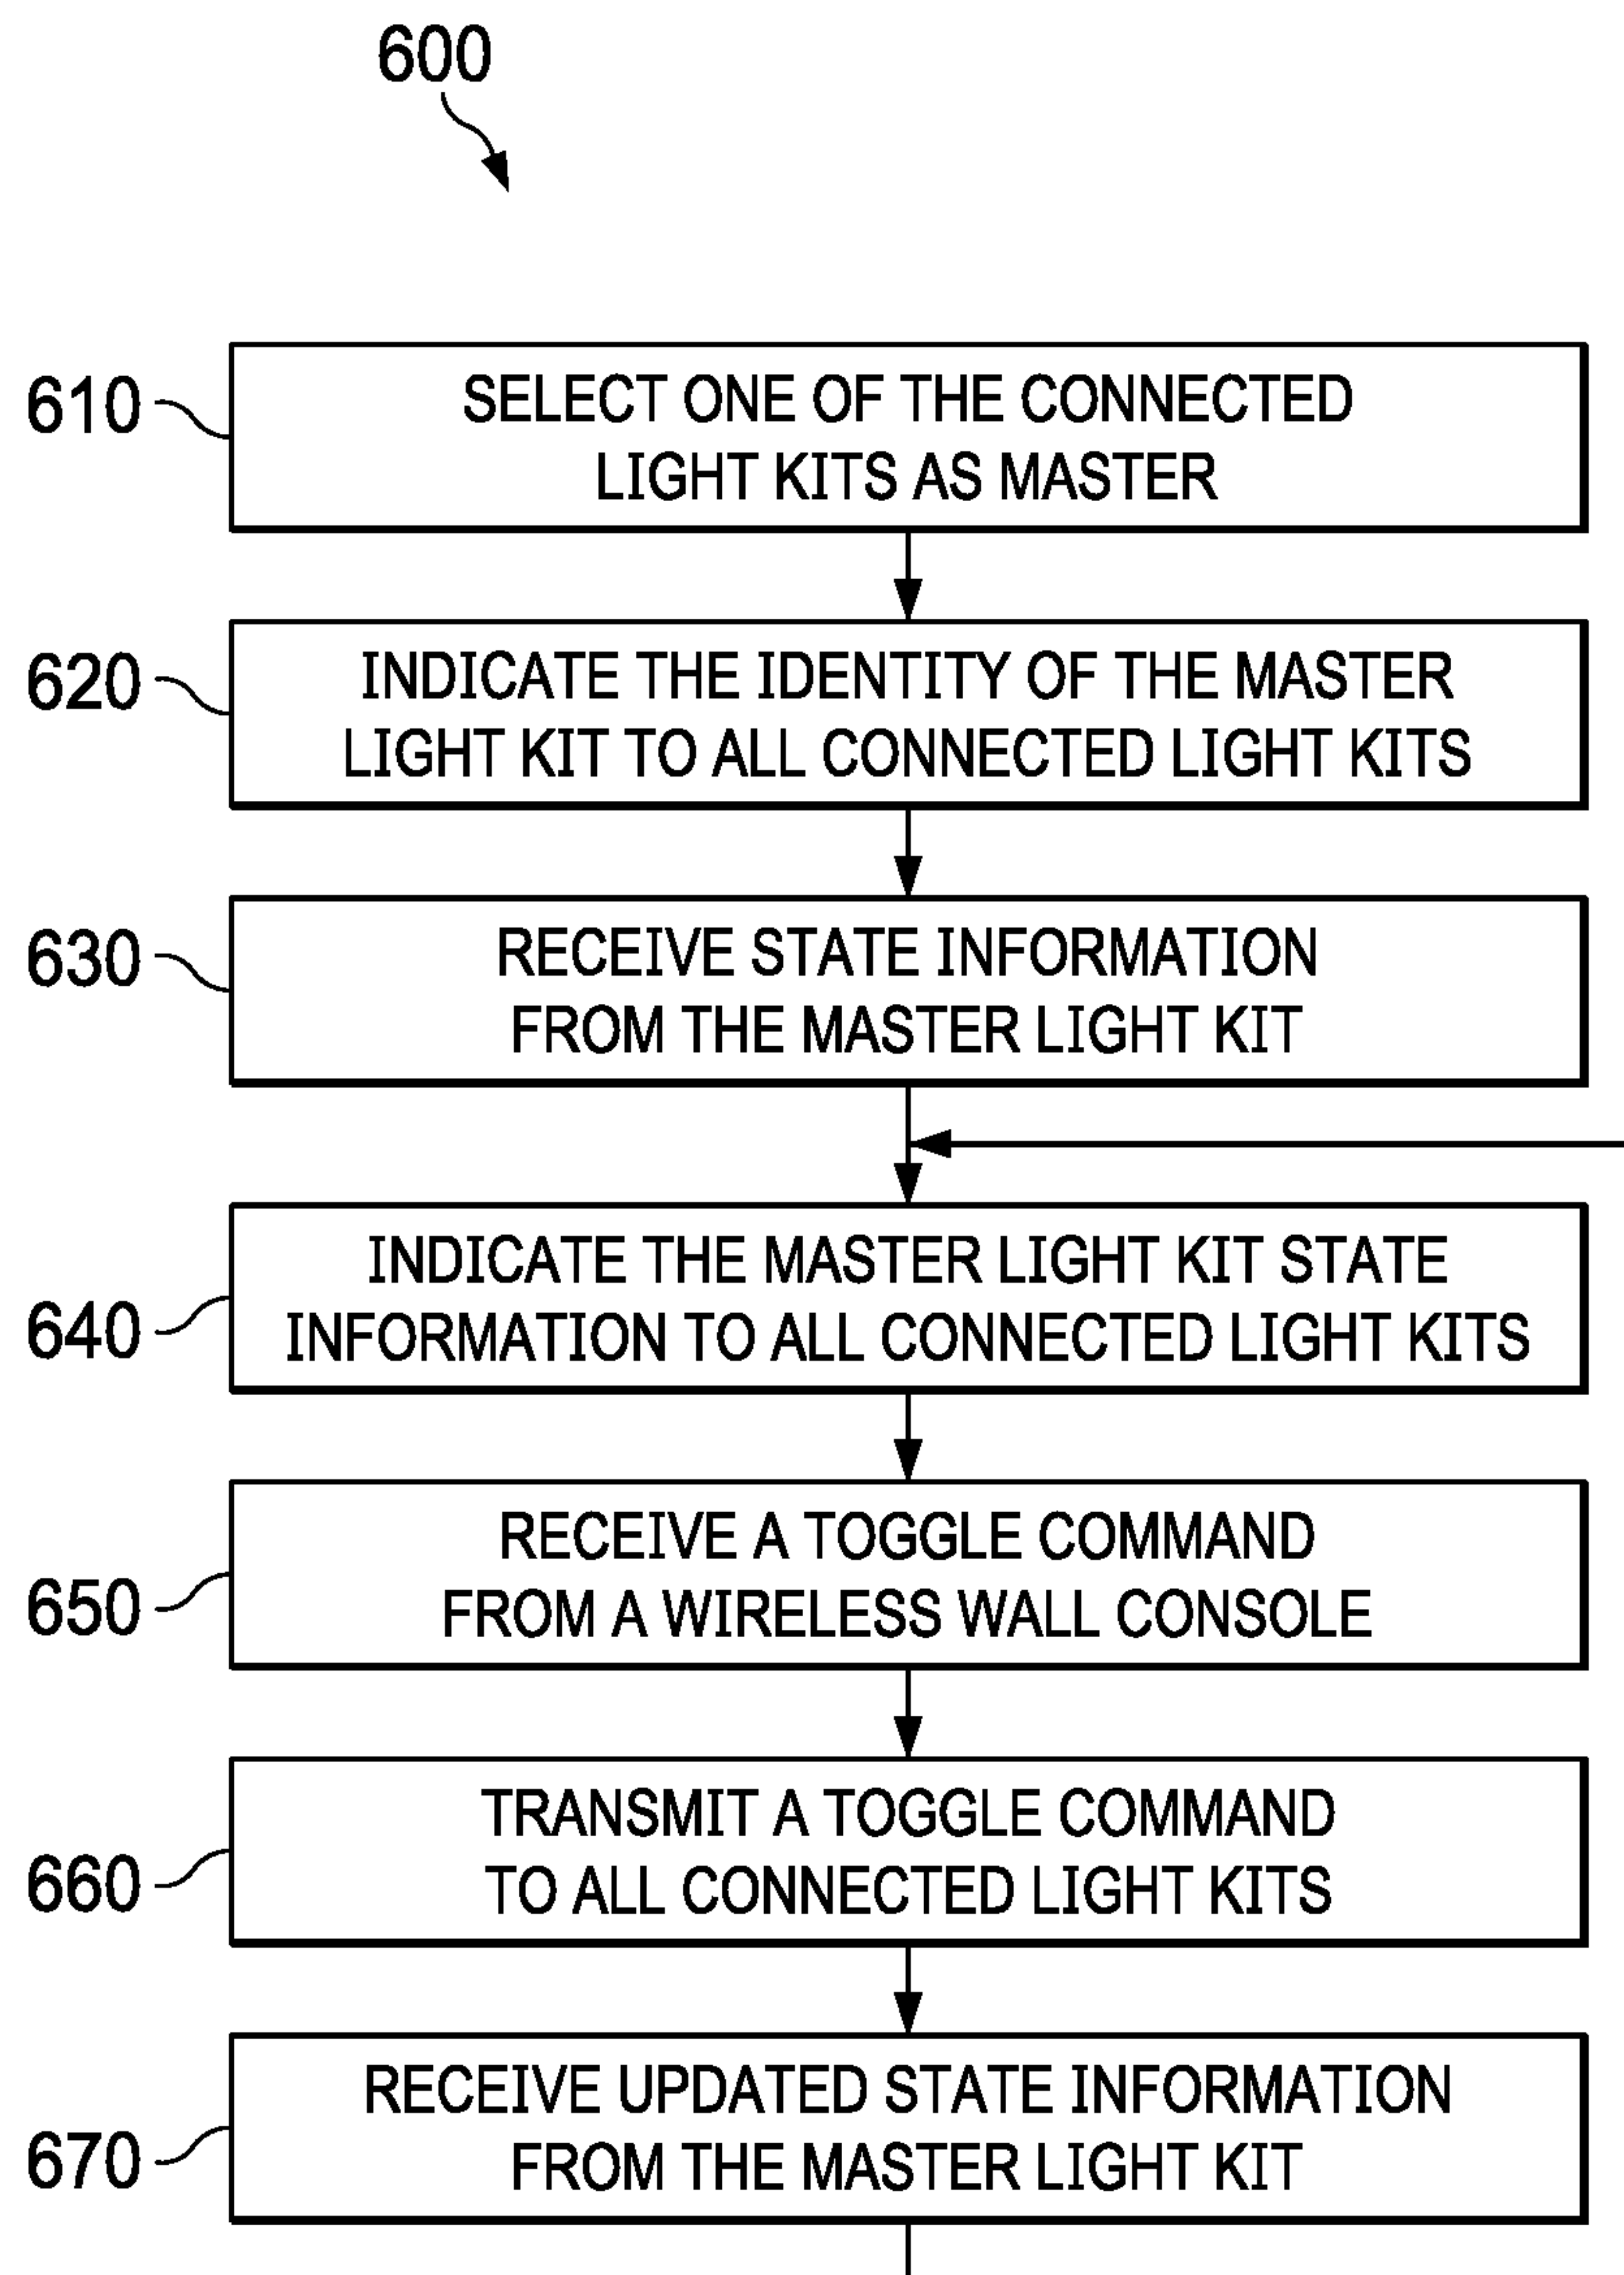 600
610
SELECT ONE OF THE CONNECTED
LIGHT KITS AS MASTER
620
INDICATE THE IDENTITY OF THE MASTER
LIGHT KIT TO ALL CONNECTED LIGHT KITS
630
RECEIVE STATE INFORMATION
FROM THE MASTER LIGHT KIT
640
INDICATE THE MASTER LIGHT KIT STATE
INFORMATION TO ALL CONNECTED LIGHT KITS
650
RECEIVE A TOGGLE COMMAND
FROM A WIRELESS WALL CONSOLE
660
TRANSMIT A TOGGLE COMMAND
TO ALL CONNECTED LIGHT KITS
670
RECEIVE UPDATED STATE INFORMATION
FROM THE MASTER LIGHT KIT